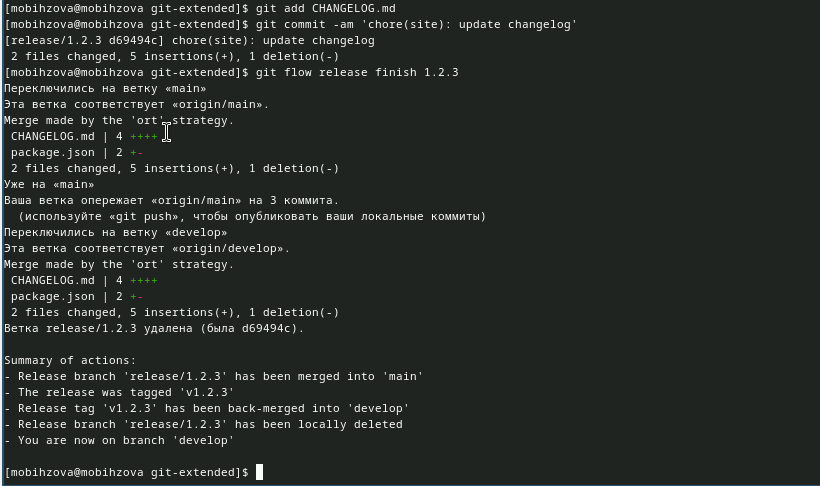 [mobihzova@mobihzova git-extended]$ git add CHANGELOG.md
[mobihzova@mobihzova git-extended]$ git commit -am 'chore(site): update changelog'
[release/1.2.3 d69494c] chore(site): update changelog
 2 files changed, 5 insertions(+), 1 deletion(-)
[mobihzova@mobihzova git-extended]$ git flow release finish 1.2.3
Переключились на ветку «main»
Эта ветка соответствует «origin/main».
Merge made by the 'ort' strategy.
 CHANGELOG.md | 4 ++++
 package.json | 2 +-
 2 files changed, 5 insertions(+), 1 deletion(-)
Уже на «main»
Ваша ветка опережает «origin/main» на 3 коммита.
  (используйте «git push», чтобы опубликовать ваши локальные коммиты)
Переключились на ветку «develop»
Эта ветка соответствует «origin/develop».
Merge made by the 'ort' strategy.
 CHANGELOG.md | 4 ++++
 package.json | 2 +-
 2 files changed, 5 insertions(+), 1 deletion(-)
Ветка release/1.2.3 удалена (была d69494c).

Summary of actions:
- Release branch 'release/1.2.3' has been merged into 'main'
- The release was tagged 'v1.2.3'
- Release tag 'v1.2.3' has been back-merged into 'develop'
- Release branch 'release/1.2.3' has been locally deleted
- You are now on branch 'develop'

[mobihzova@mobihzova git-extended]$